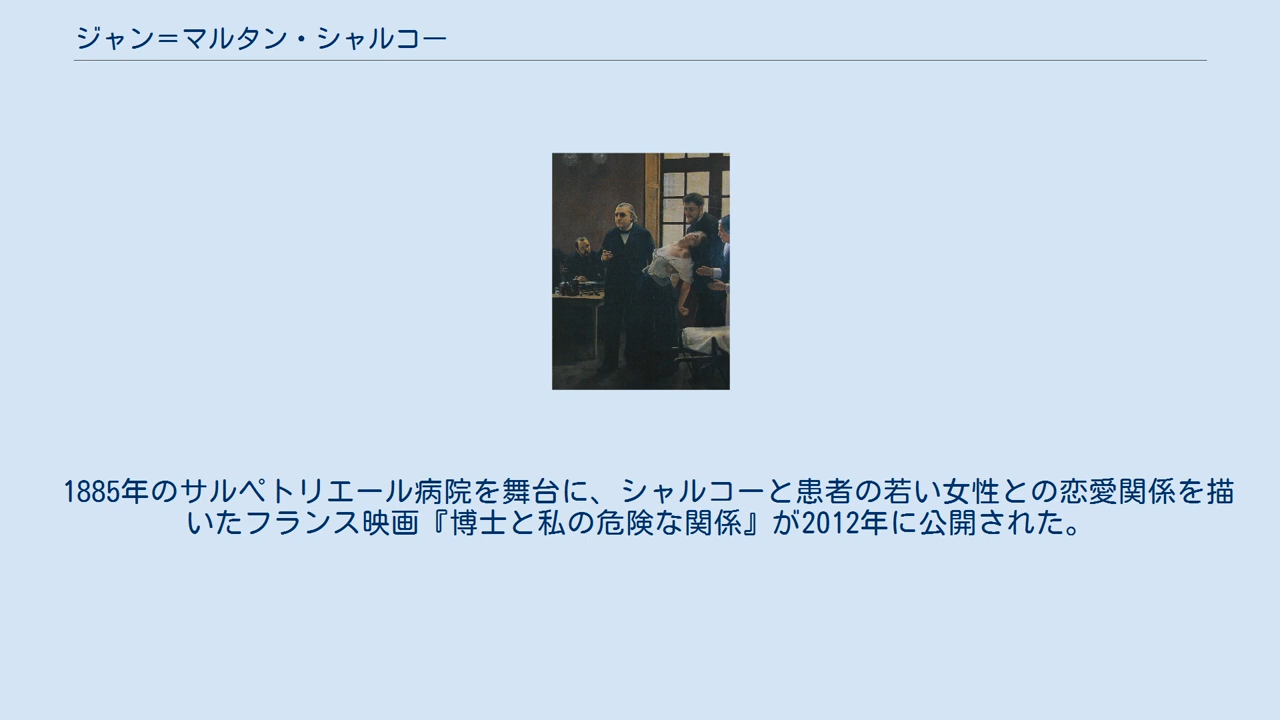 ジャン＝マルタン・シャルコー
1885年のサルペトリエール病院を舞台に、シャルコーと患者の若い女性との恋愛関係を描
いたフランス映画『博士と私の危険な関係』が2012年に公開された。